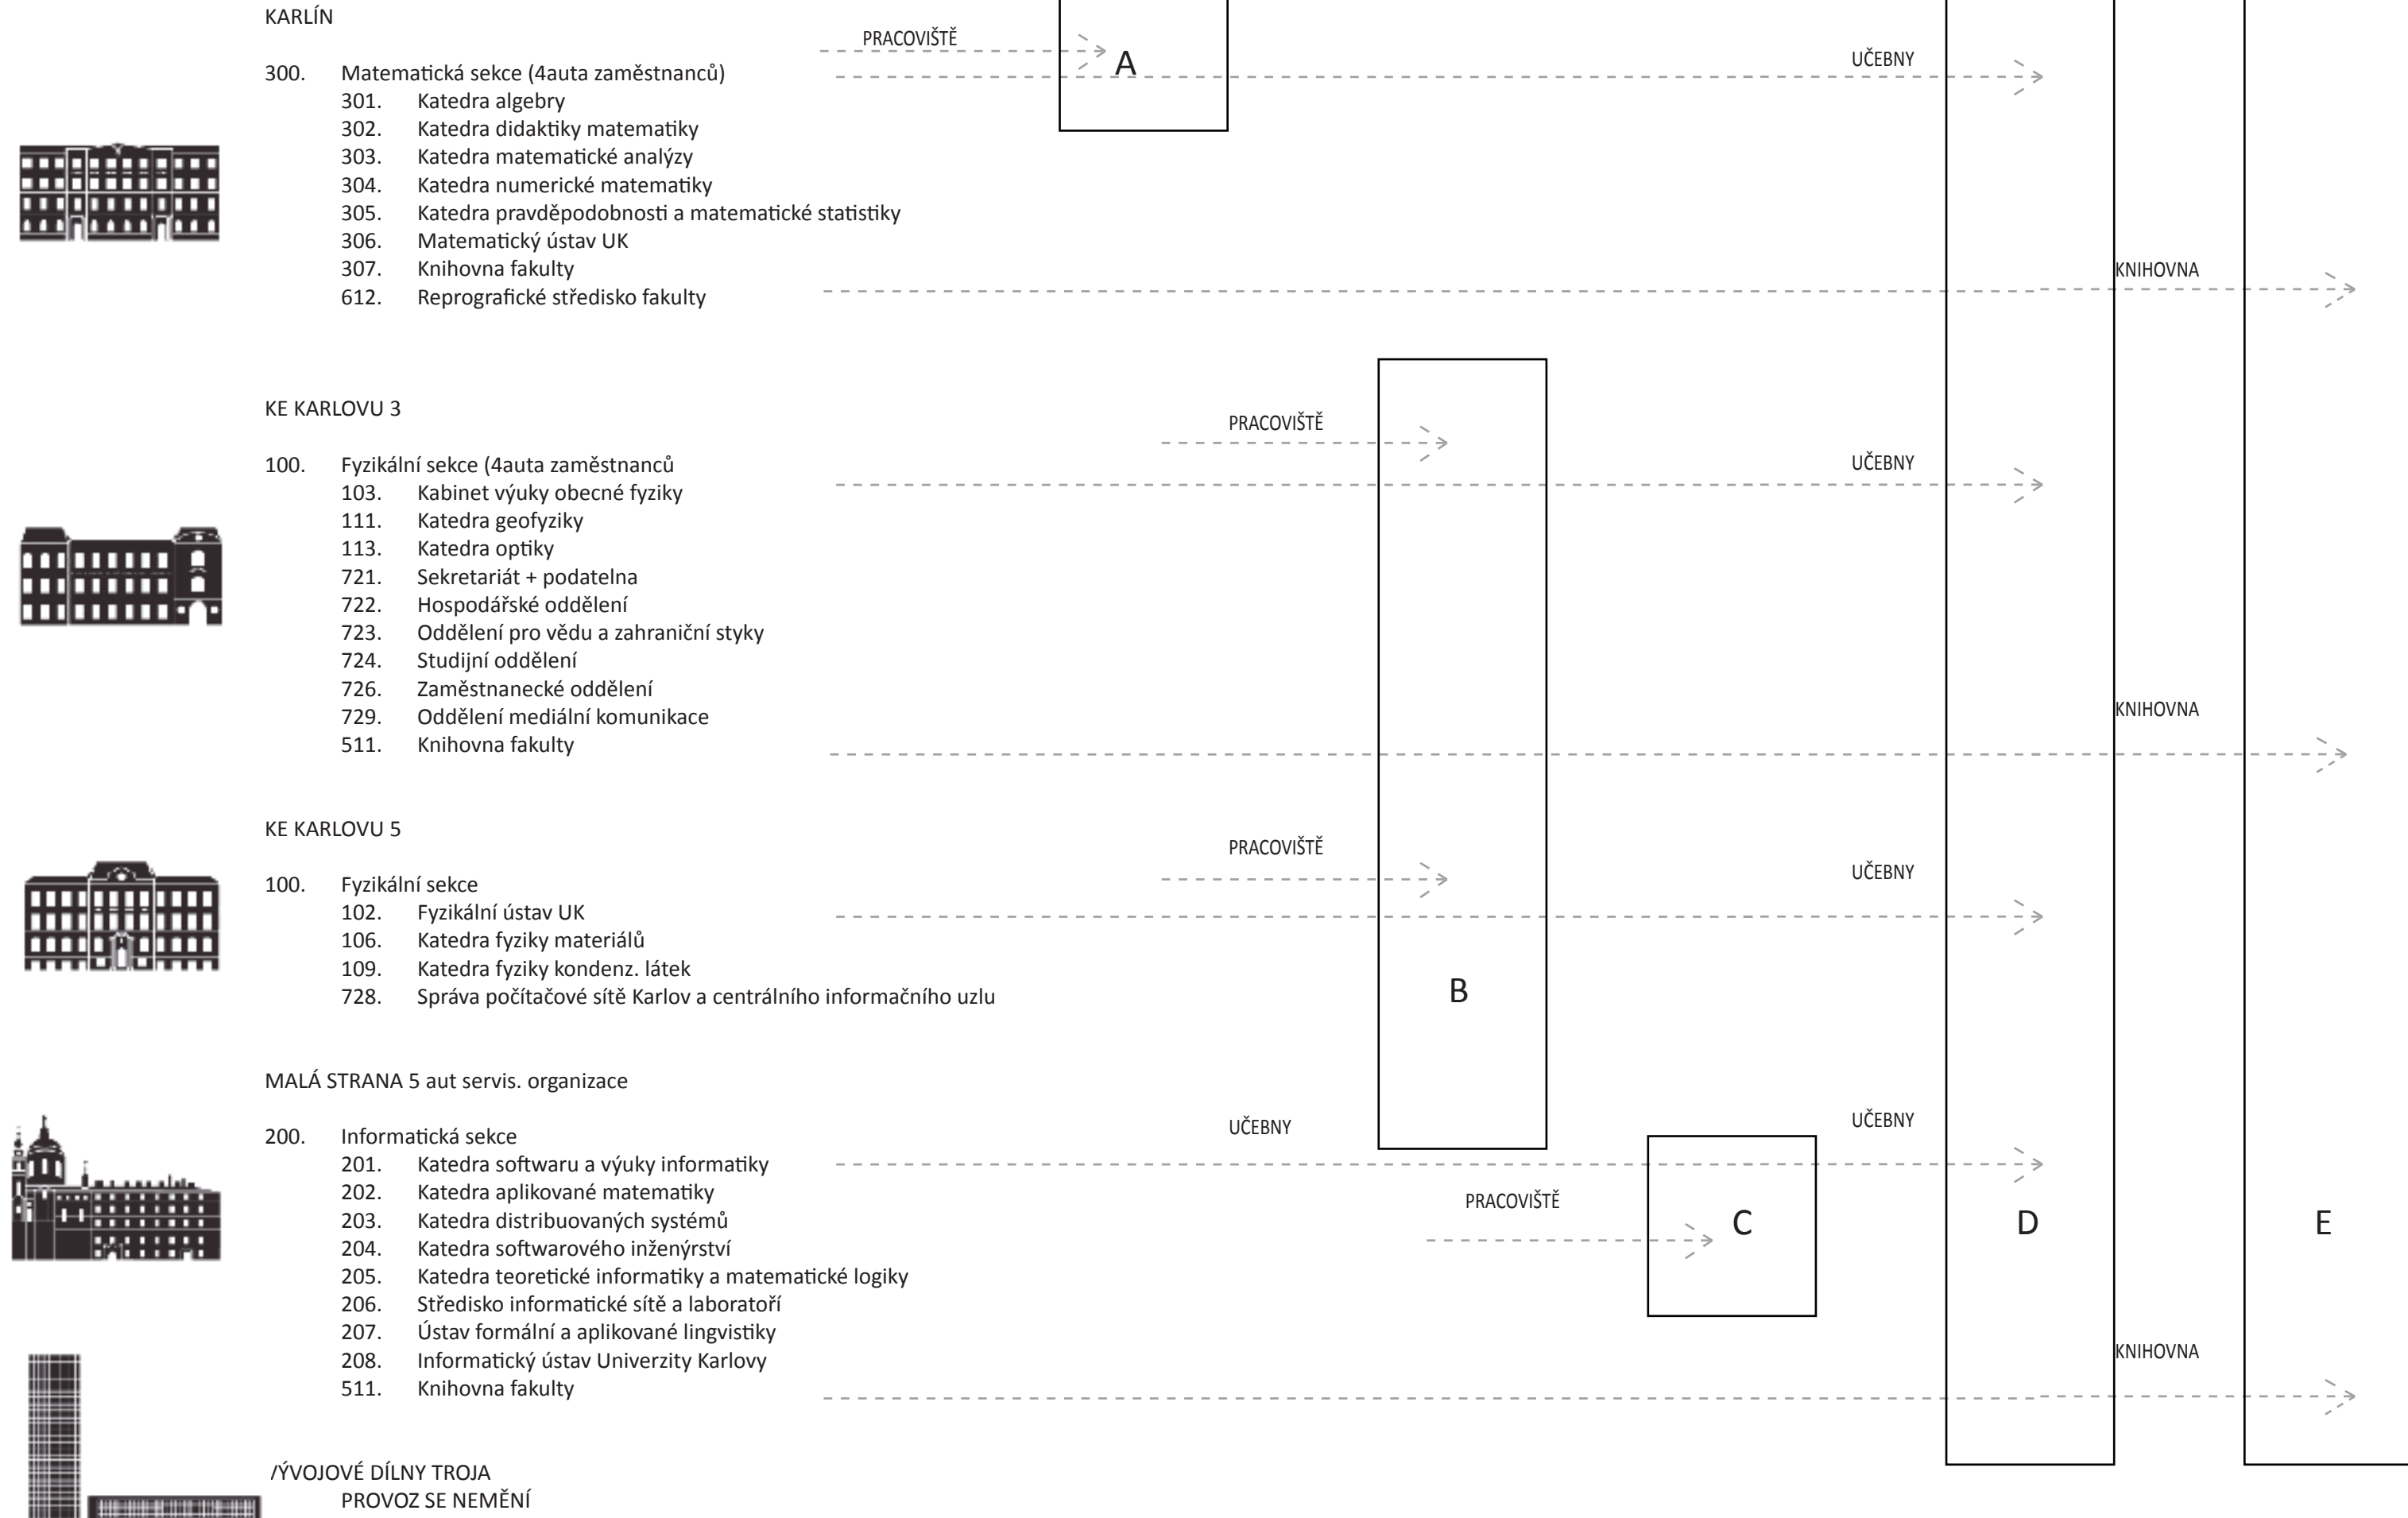 KARLÍN
PRACOVIŠTĚ
A
UČEBNY
300. Matematická sekce (4auta zaměstnanců)
301. Katedra algebry
302. Katedra didaktiky matematiky
303. Katedra matematické analýzy
304. Katedra numerické matematiky
305. Katedra pravděpodobnosti a matematické statistiky
306. Matematický ústav UK
307. Knihovna fakulty
KNIHOVNA
612. Reprografické středisko fakulty
KE KARLOVU 3
PRACOVIŠTĚ
UČEBNY
100. Fyzikální sekce (4auta zaměstnanců
103. Kabinet výuky obecné fyziky
111. Katedra geofyziky
113. Katedra optiky
721. Sekretariát + podatelna
722. Hospodářské oddělení
723. Oddělení pro vědu a zahraniční styky
724. Studijní oddělení
726. Zaměstnanecké oddělení
729. Oddělení mediální komunikace
KNIHOVNA
511. Knihovna fakulty
KE KARLOVU 5
PRACOVIŠTĚ
UČEBNY
100. Fyzikální sekce
102. Fyzikální ústav UK
106. Katedra fyziky materiálů
109. Katedra fyziky kondenz. látek
728. Správa počítačové sítě Karlov a centrálního informačního uzlu
B
MALÁ STRANA 5 aut servis. organizace
UČEBNY
UČEBNY
200. Informatická sekce
201. Katedra softwaru a výuky informatiky
202. Katedra aplikované matematiky
PRACOVIŠTĚ
203. Katedra distribuovaných systémů
C
D
E
204. Katedra softwarového inženýrství
205. Katedra teoretické informatiky a matematické logiky
206. Středisko informatické sítě a laboratoří
207. Ústav formální a aplikované lingvistiky
208. Informatický ústav Univerzity Karlovy
KNIHOVNA
511. Knihovna fakulty
VÝVOJOVÉ DÍLNY TROJA
PROVOZ SE NEMĚNÍ